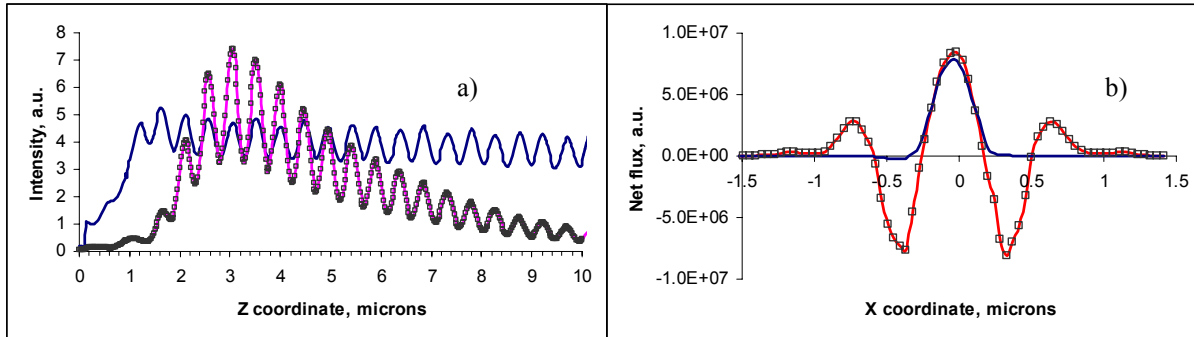 a)
Intensity, a.u.
8
7
6
5
4
3
2
1
0
0 1 2 3 4 5 6 7 8 9 10
Z coordinate, microns
b)
Net flux, a.u.
1.0E+07
5.0E+06
0.0E+00
-5.0E+06
-1.0E+07
-1.5 -1 -0.5 0 0.5 1 1.5
X coordinate, microns